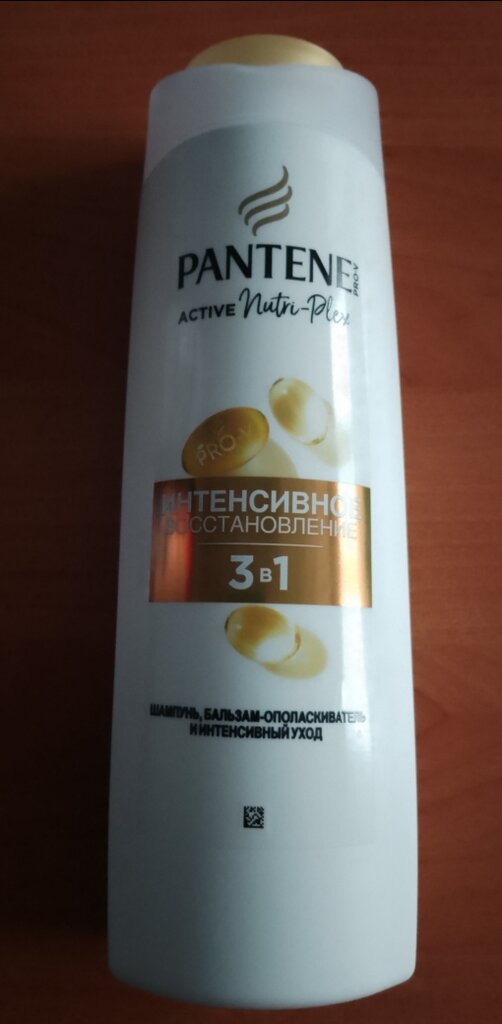 PANTENE
PRO-V
ACTIVE Nutri-Plex
PRO-V
ИНТЕНСИВНОЕ
ВОССТАНОВЛЕНИЕ
3 в 1
ШАМПУНЬ, БАЛЬЗАМ-ОПОЛАСКИВАТЕЛЬ
И ИНТЕНСИВНЫЙ УХОД